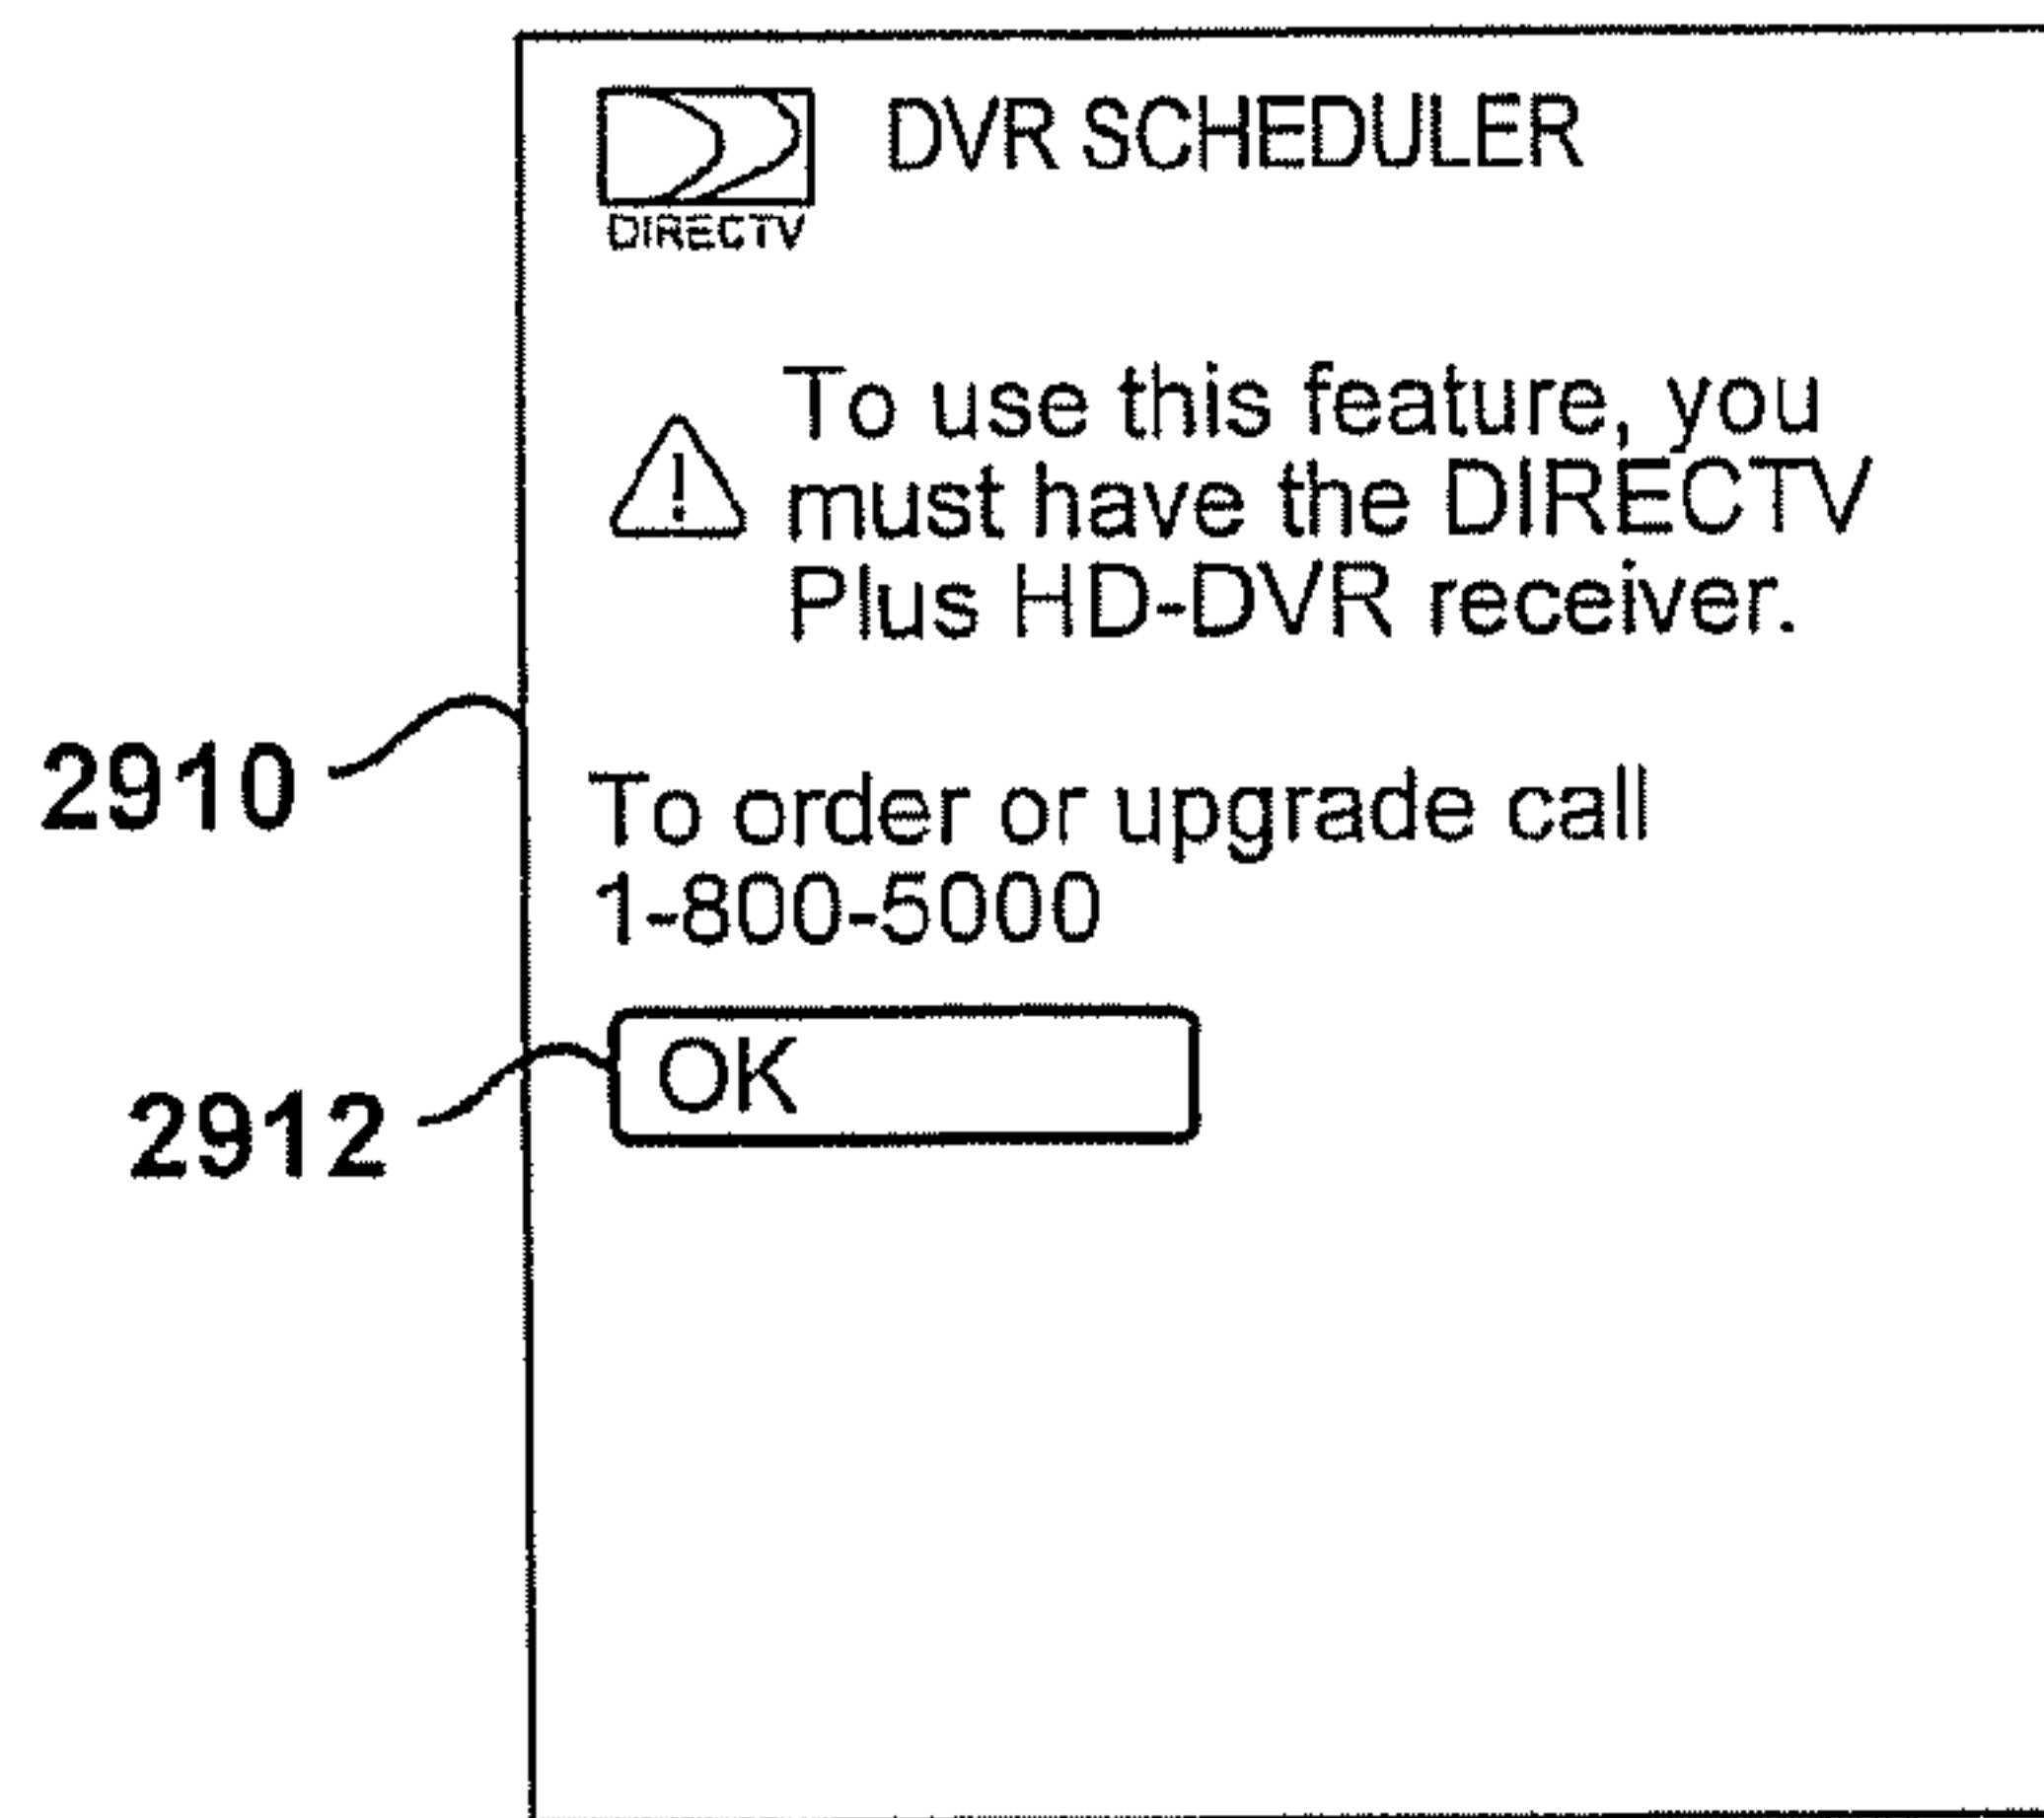 DVR SCHEDULER
DIRECTV
To use this feature, you
must have the DIRECTV
Plus HD-DVR receiver.
2910
To order or upgrade call
1-800-5000
OK
2912